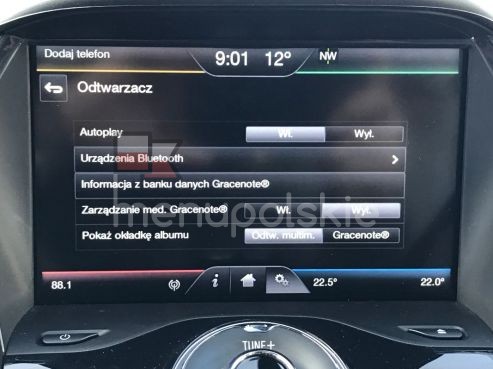 Dodaj telefon 9:01 12° NW
Odtwarzacz
Autoplay Wł. Wył.
Urządzenia Bluetooth
Informacja z banku danych Gracenote®
Zarządzanie med. Gracenote® Wł. Wył.
menupolskie
Pokaż okładkę albumu Odtw. multim. Gracenote®
88.1 i 22.5° 22.0°
TUNE+